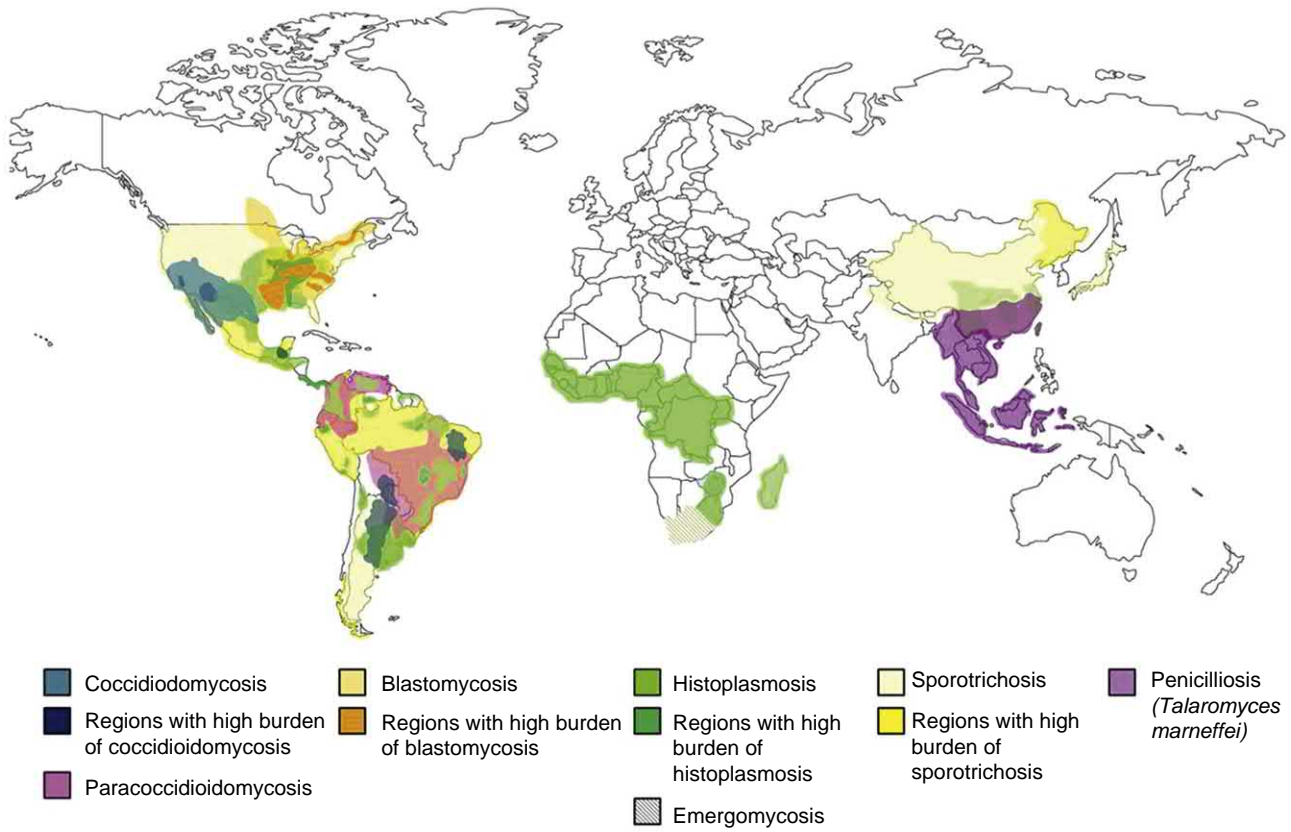 Coccidiodomycosis
Regions with high burden
of coccidioidomycosis
Paracoccidioidomycosis
Blastomycosis
Regions with high burden
of blastomycosis
Histoplasmosis
Regions with high
burden of
histoplasmosis
Emergomycosis
Sporotrichosis
Regions with high
burden of
sporotrichosis
Penicilliosis
(Talaromyces
marneffei)